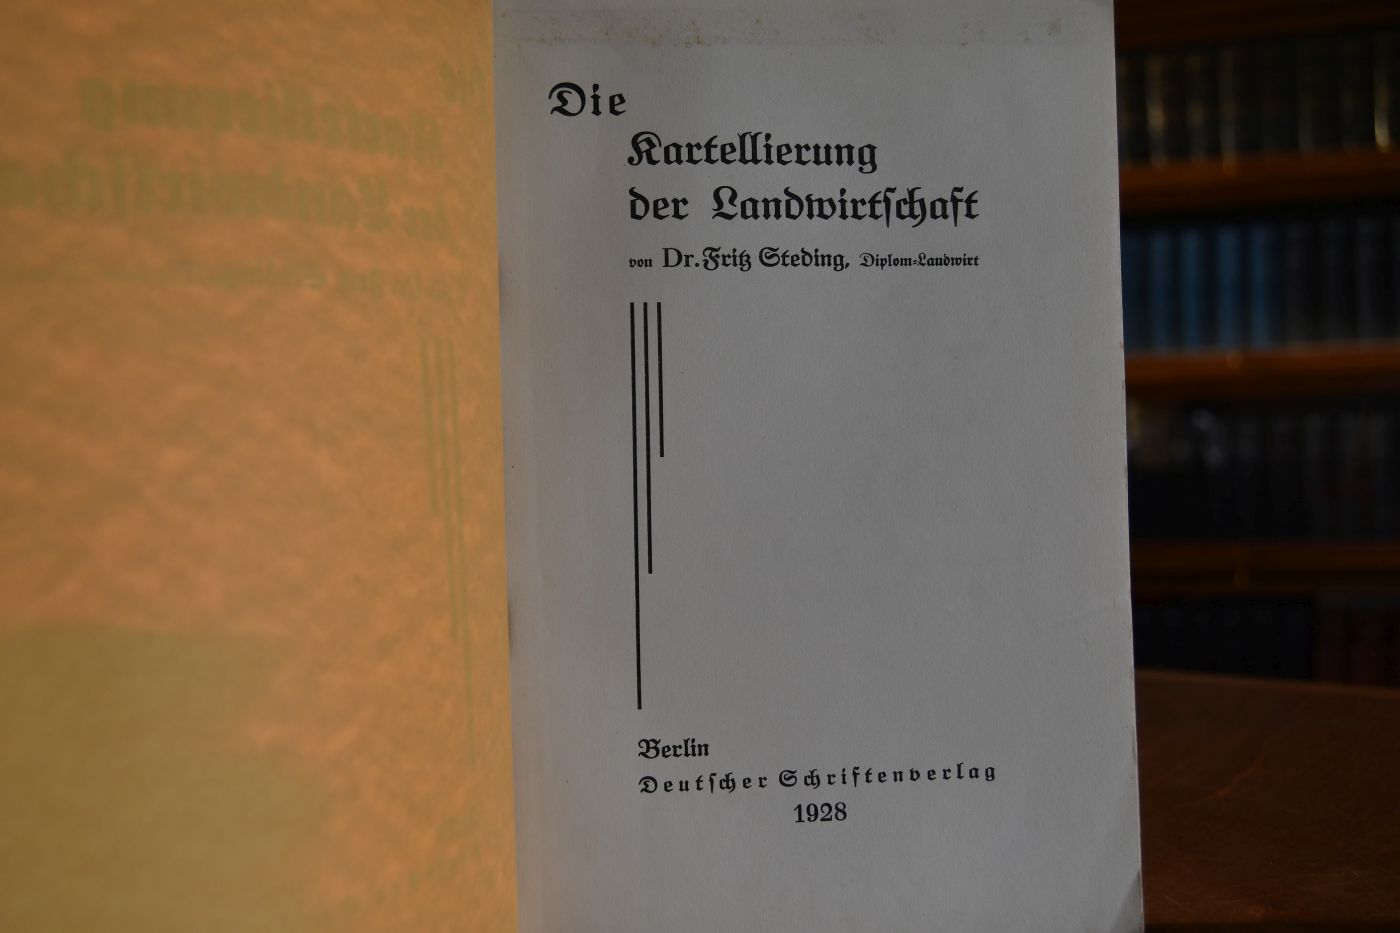 Die
Kartellierung
der Landwirtſchaft
von Dr. Fritz Steding, Diplom=Landwirt
Berlin
Deutſcher Schriftenverlag
1928